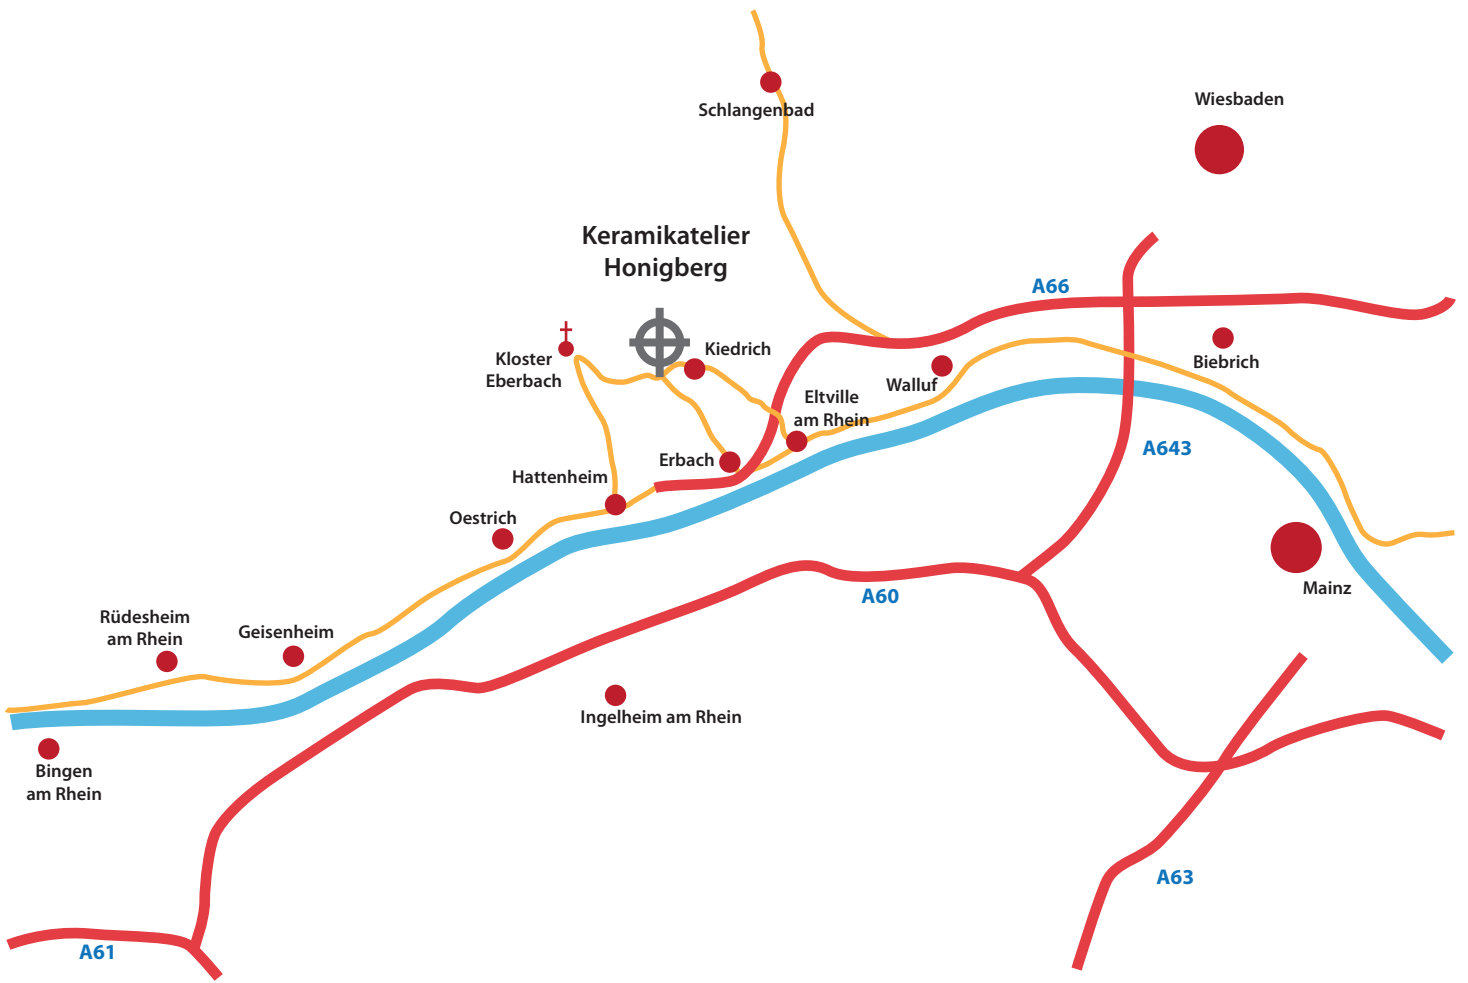 Schlangenbad
Wiesbaden
Keramikatelier
Honigberg
A66
Kloster
Eberbach
Kiedrich
Walluf
Biebrich
Eltville
am Rhein
A643
Erbach
Hattenheim
Oestrich
A60
Mainz
Rüdesheim
am Rhein
Geisenheim
Ingelheim am Rhein
Bingen
am Rhein
A63
A61